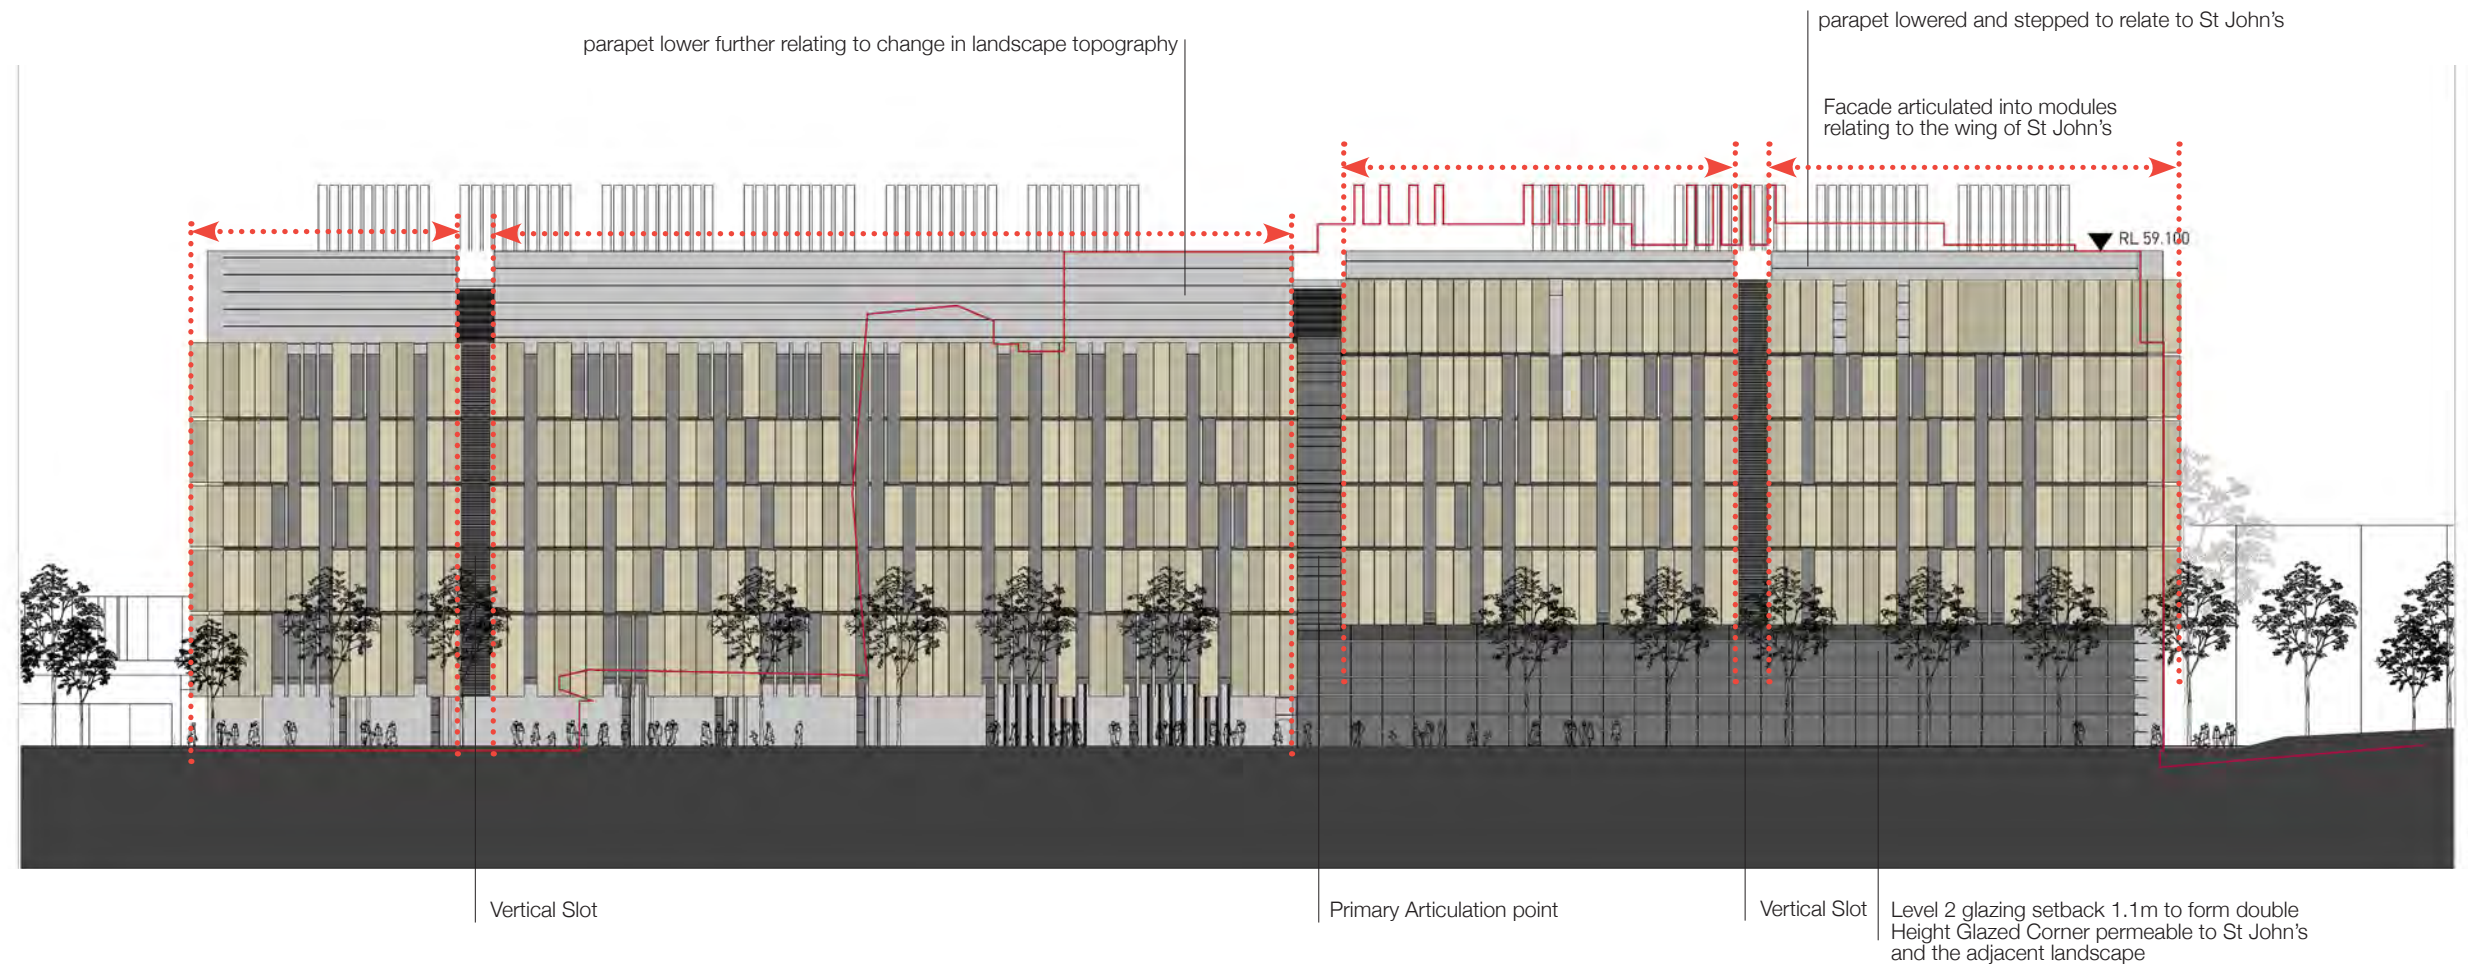 parapet lowered and stepped to relate to St John's
parapet lower further relating to change in landscape topography
Facade articulated into modules
relating to the wing of St John's
RL 59.100
Vertical Slot
Primary Articulation point
Vertical Slot
Level 2 glazing setback 1.1m to form double
Height Glazed Corner permeable to St John's
and the adjacent landscape